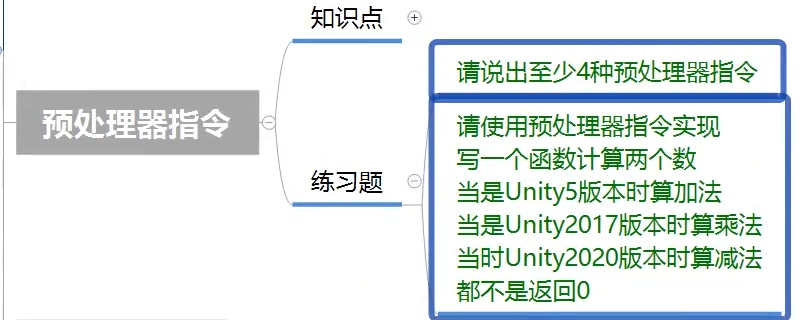 知识点
请说出至少4种预处理器指令
预处理器指令
请使用预处理器指令实现
写一个函数计算两个数
当是Unity5版本时算加法
练习题
当是Unity2017版本时算乘法
当时Unity2020版本时算减法
都不是返回0